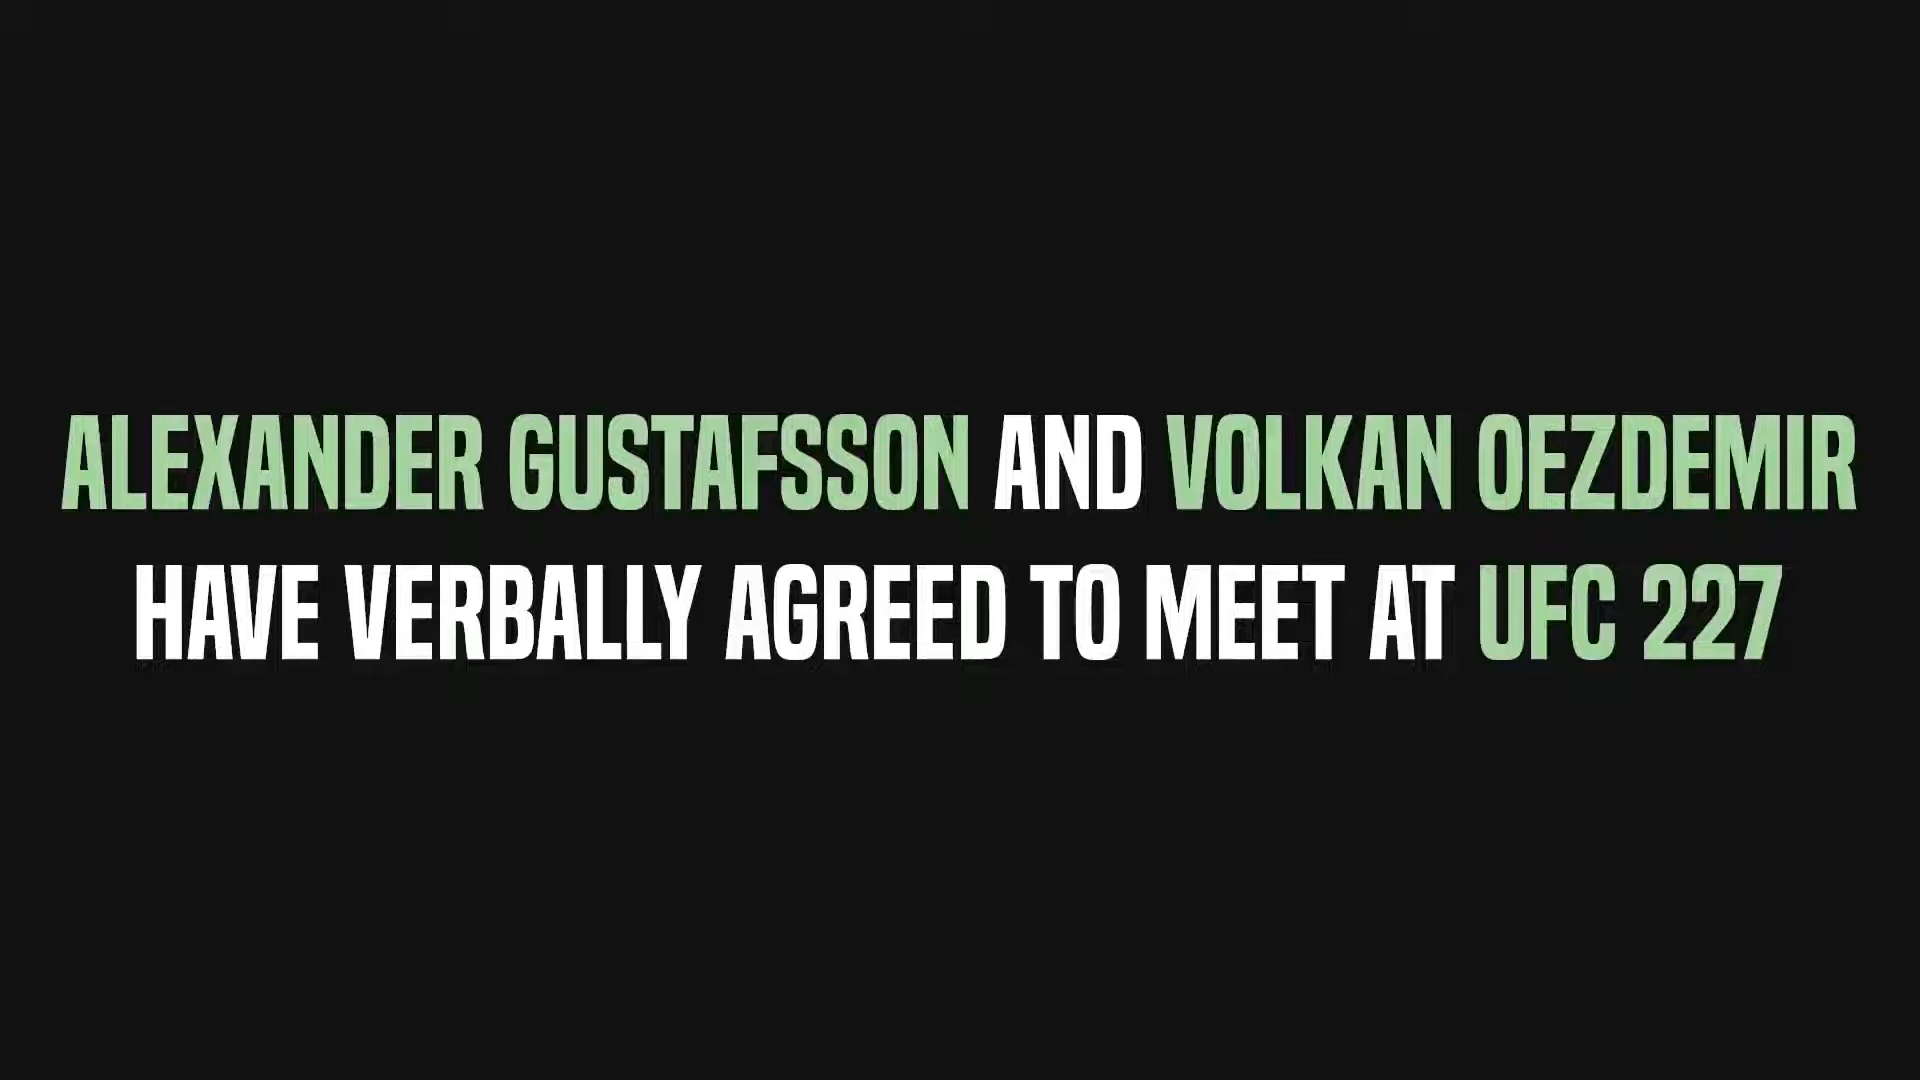 ALEXANDER GUSTAFSSON AND VOLKAN OEZDEMIR
HAVE VERBALLY AGREED TO MEET AT UFC 227